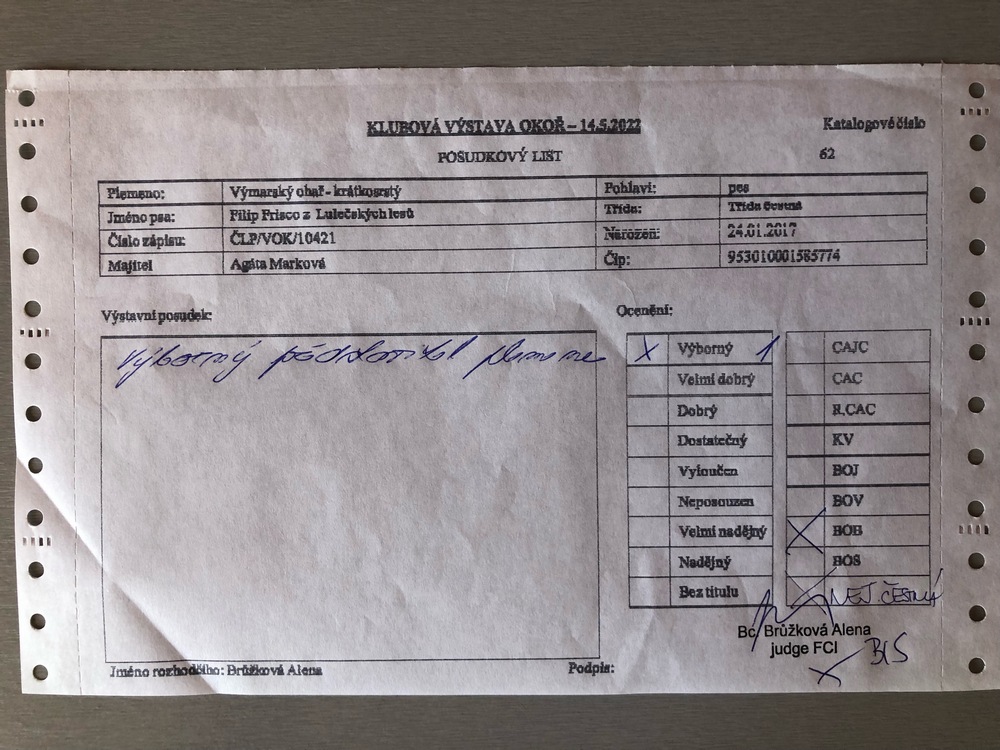 KLUBOVÁ VÝSTAVA OKOŘ – 14.5.2022
Katalogové číslo
POSUDKOVÝ LIST
62
Plemeno: Výmarský ohař - krátkosrstý Pohlaví: pes
Jméno psa: Filip Frisco z Lulečských lesů Třída: Třída čestná
Číslo zápisu: ČLP/VOK/10421 Narozen: 24.01.2017
Majitel Agáta Marková Čip: 953010001585774
Výstavní posudek:
Ocenění:
Výborný představitel plemene
X Výborný 1 CAJC
Velmi dobrý CAC
Dobrý R.CAC
Dostatečný KV
Vyloučen BOJ
Neposouzen BOV
Velmi nadějný X BOB
Nadějný BOS
Bez titulu X NEJ. ČESTNÁ
Bc. Brůžková Alena
judge FCI
X BIS
Jméno rozhodčího: Brůžková Alena Podpis: